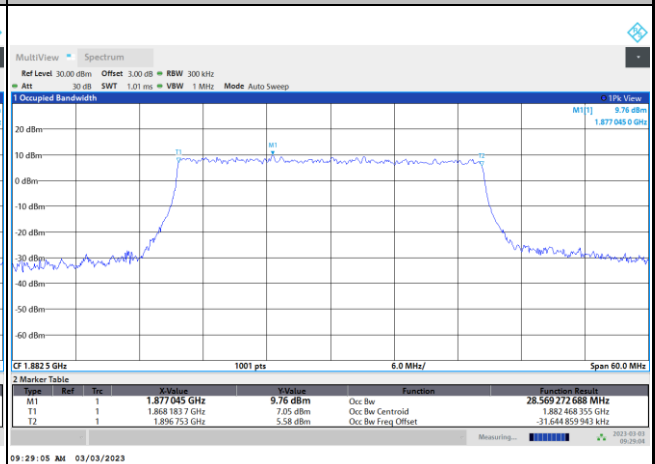 MultiView Spectrum
Ref Level 30.00 dBm Offset 3.00 dB RBW 300 kHz
Att 30 dB SWT 1.01 ms VBW 1 MHz Mode Auto Sweep
1 Occupied Bandwidth 1Pk View
M1[1] 9.76 dBm
1.877 045 0 GHz
20 dBm
10 dBm
T1 M1 T2
0 dBm
-10 dBm
-20 dBm
-30 dBm
-40 dBm
-50 dBm
-60 dBm
CF 1.882 5 GHz 1001 pts 6.0 MHz/ Span 60.0 MHz
2 Marker Table
Type Ref Trc X-Value Y-Value Function Function Result
M1 1 1.877 045 GHz 9.76 dBm Occ Bw 28.569 272 688 MHz
T1 1 1.868 183 7 GHz 7.05 dBm Occ Bw Centroid 1.882 468 355 GHz
T2 1 1.896 753 GHz 5.58 dBm Occ Bw Freq Offset -31.644 859 943 kHz
Measuring... 2023-03-03
09:29:04
09:29:05 AM 03/03/2023